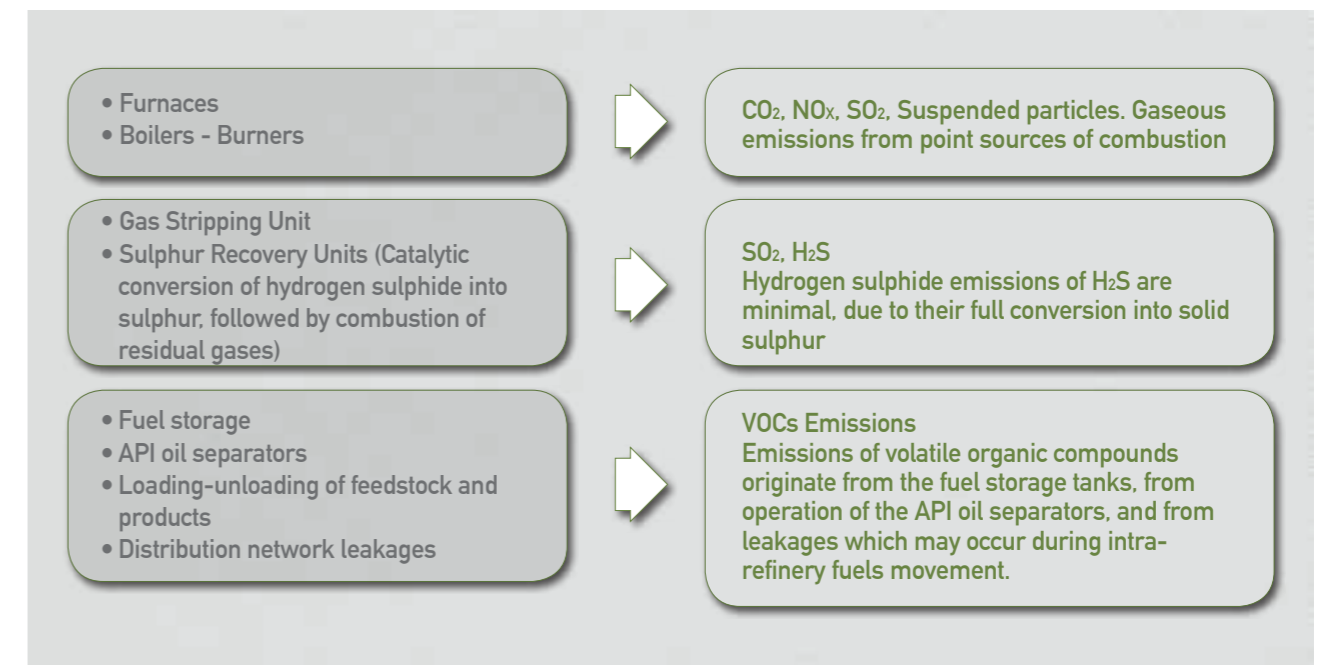 • Furnaces
• Boilers - Burners
CO₂, NOₓ, SO₂, Suspended particles. Gaseous
emissions from point sources of combustion
• Gas Stripping Unit
• Sulphur Recovery Units (Catalytic
conversion of hydrogen sulphide into
sulphur, followed by combustion of
residual gases)
SO₂, H₂S
Hydrogen sulphide emissions of H₂S are
minimal, due to their full conversion into solid
sulphur
• Fuel storage
• API oil separators
• Loading-unloading of feedstock and
products
• Distribution network leakages
VOCs Emissions
Emissions of volatile organic compounds
originate from the fuel storage tanks, from
operation of the API oil separators, and from
leakages which may occur during intra-
refinery fuels movement.